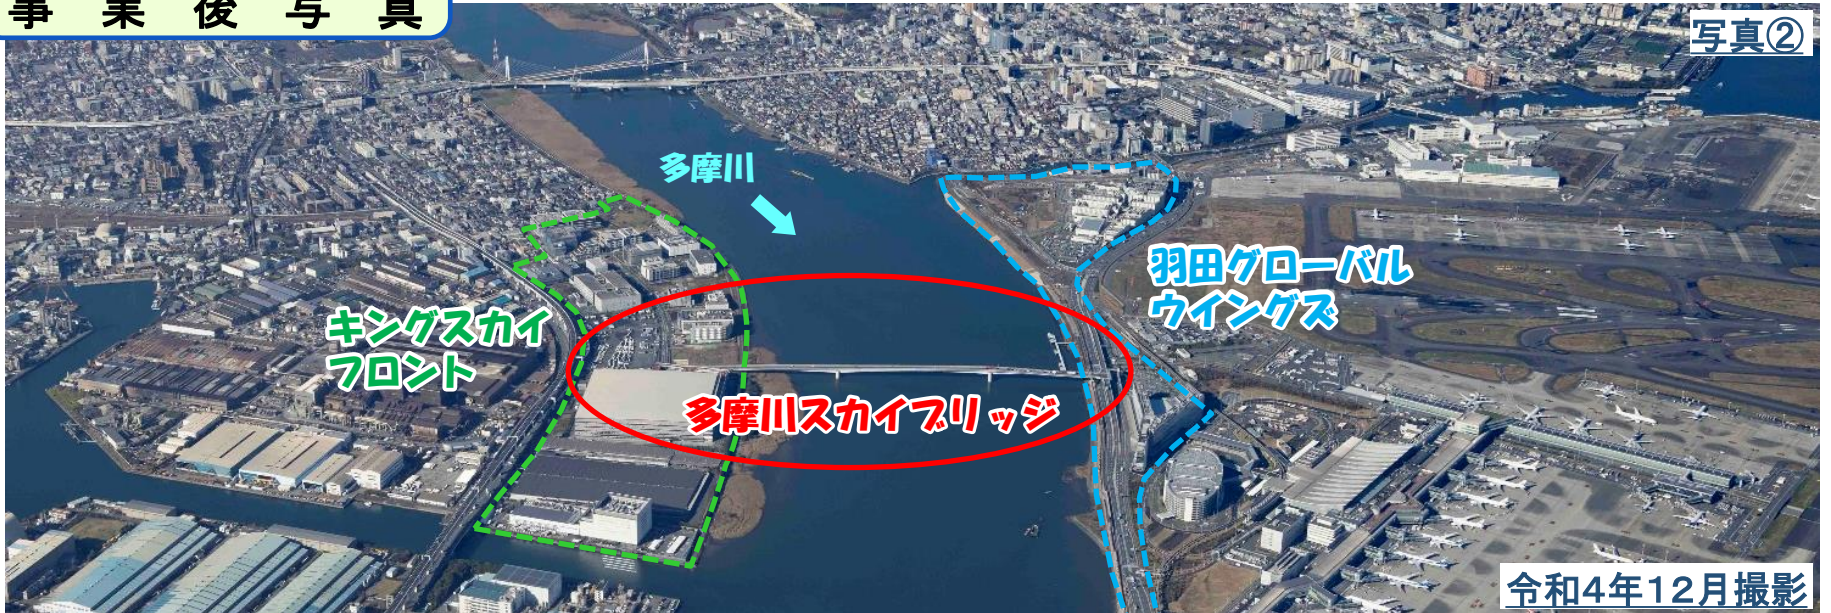 事業後写真
写真②
多摩川
羽田グローバル
ウイングズ
キングスカイ
フロント
多摩川スカイブリッジ
令和4年12月撮影